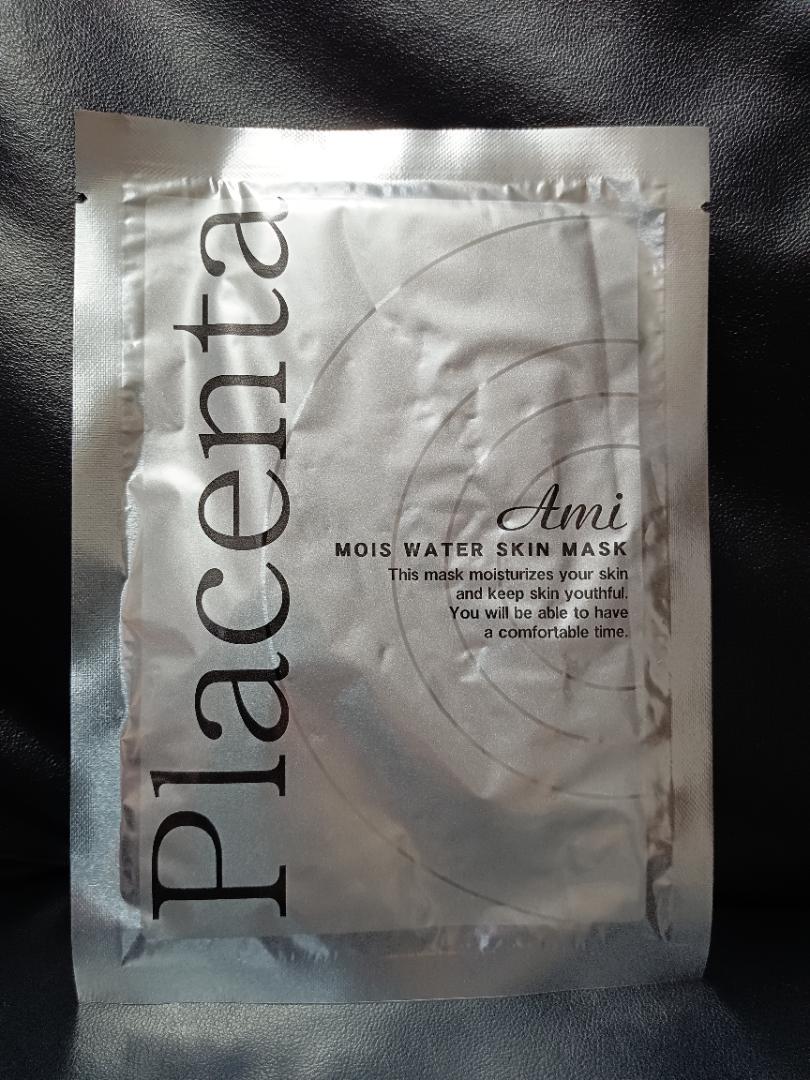 Placenta
Ami
MOIS WATER SKIN MASK
This mask moisturizes your skin
and keep skin youthful.
You will be able to have
a comfortable time.